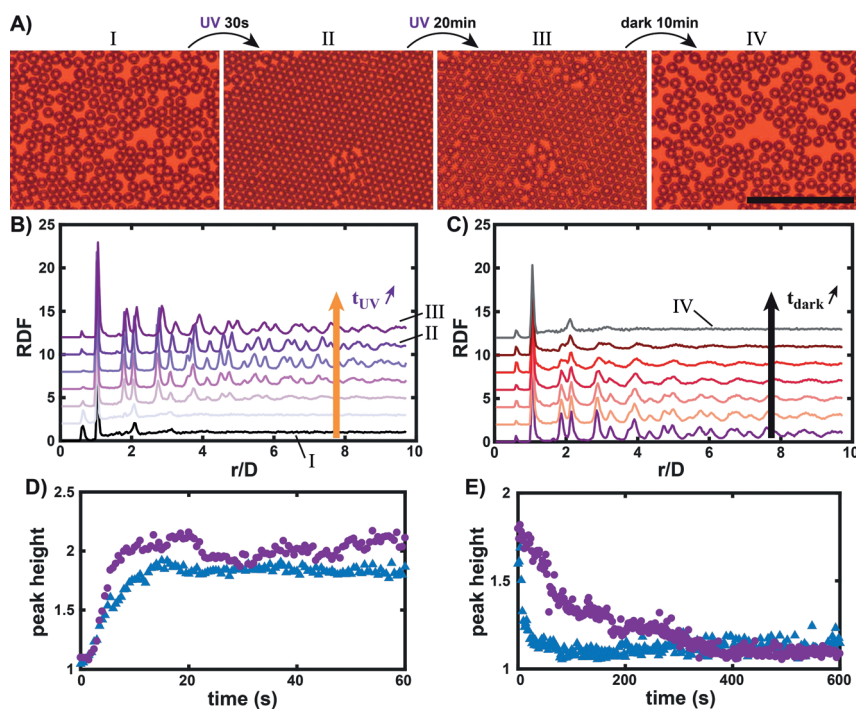 A)
I
UV 30s
II
UV 20min
III
dark 10min
IV
B)
25
20
15
10
5
0
RDF
0 2 4 6 8 10
r/D
t_UV
III
II
I
C)
25
20
15
10
5
0
RDF
0 2 4 6 8 10
r/D
IV
t_dark
D)
2.5
2
1.5
1
peak height
0 20 40 60
time (s)
E)
2
1.5
1
peak height
0 200 400 600
time (s)